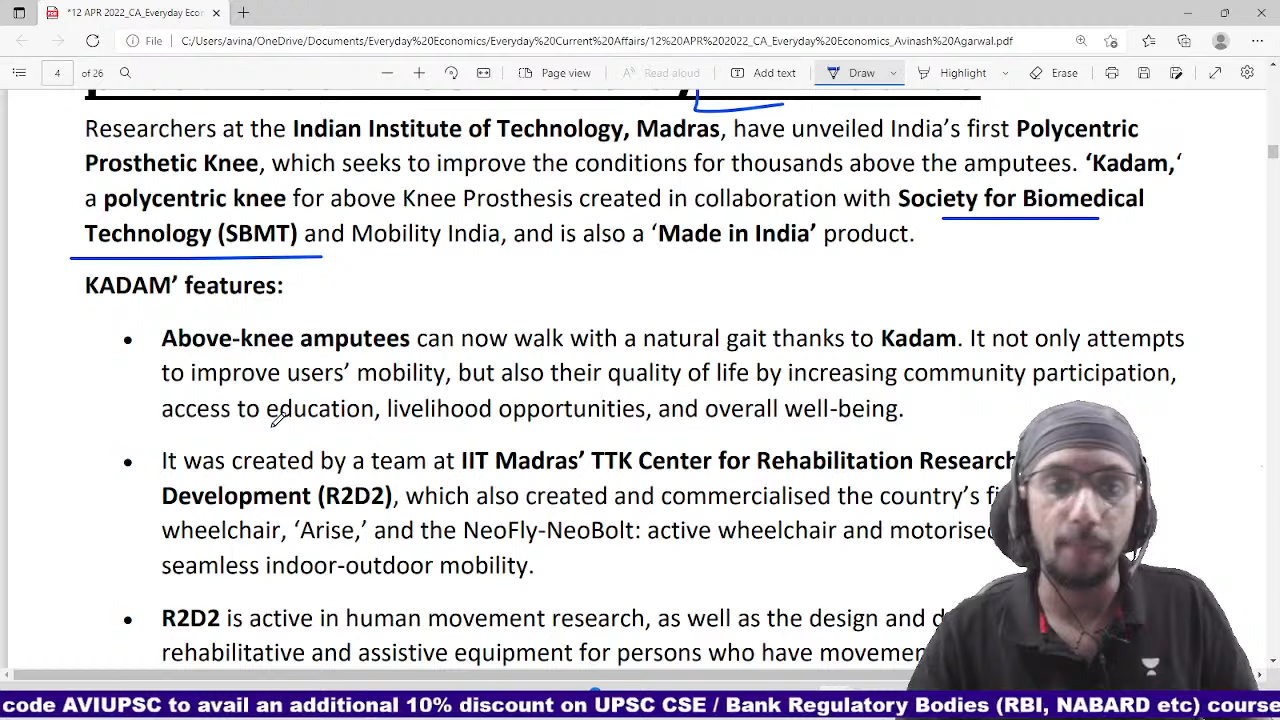 *12 APR 2022_CA_Everyday Econ
File C:/Users/avina/OneDrive/Documents/Everyday%20Economics/Everyday%20Current%20Affairs/12%20APR%202022_CA_Everyday%20Economics_Avinash%20Agarwal.pdf
4 of 26 Page view Read aloud Add text Draw Highlight Erase
Researchers at the Indian Institute of Technology, Madras, have unveiled India’s first Polycentric
Prosthetic Knee, which seeks to improve the conditions for thousands above the amputees. ‘Kadam,‘
a polycentric knee for above Knee Prosthesis created in collaboration with Society for Biomedical
Technology (SBMT) and Mobility India, and is also a ‘Made in India’ product.
KADAM’ features:
• Above-knee amputees can now walk with a natural gait thanks to Kadam. It not only attempts
to improve users’ mobility, but also their quality of life by increasing community participation,
access to education, livelihood opportunities, and overall well-being.
• It was created by a team at IIT Madras’ TTK Center for Rehabilitation Research
Development (R2D2), which also created and commercialised the country’s
wheelchair, ‘Arise,’ and the NeoFly-NeoBolt: active wheelchair and motorised
seamless indoor-outdoor mobility.
• R2D2 is active in human movement research, as well as the design and
rehabilitative and assistive equipment for persons who have
code AVIUPSC to avail an additional 10% discount on UPSC CSE / Bank Regulatory Bodies (RBI, NABARD etc) course